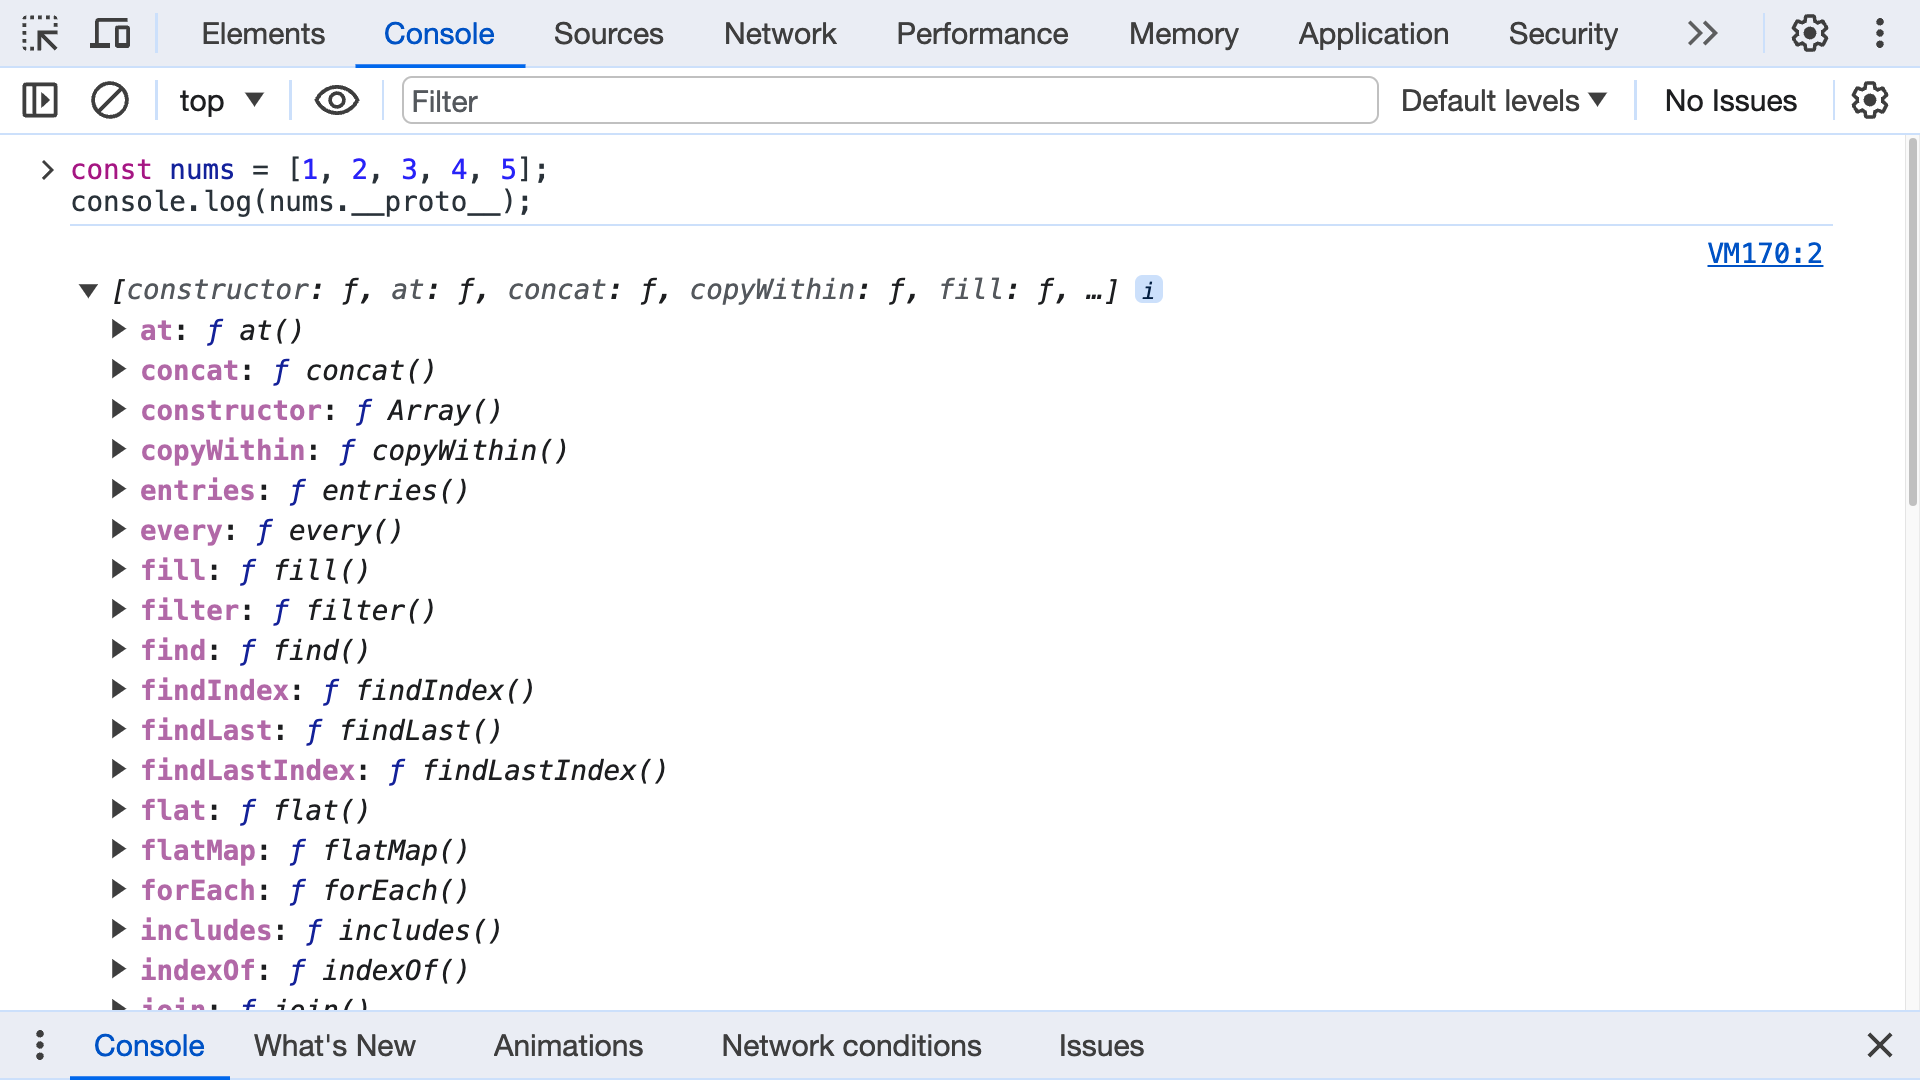 Elements Console Sources Network Performance Memory Application Security
top Filter Default levels No Issues
const nums = [1, 2, 3, 4, 5];
console.log(nums.__proto__);
VM170:2
[constructor: ƒ, at: ƒ, concat: ƒ, copyWithin: ƒ, fill: ƒ, …] i
at: ƒ at()
concat: ƒ concat()
constructor: ƒ Array()
copyWithin: ƒ copyWithin()
entries: ƒ entries()
every: ƒ every()
fill: ƒ fill()
filter: ƒ filter()
find: ƒ find()
findIndex: ƒ findIndex()
findLast: ƒ findLast()
findLastIndex: ƒ findLastIndex()
flat: ƒ flat()
flatMap: ƒ flatMap()
forEach: ƒ forEach()
includes: ƒ includes()
indexOf: ƒ indexOf()
join: ƒ join()
Console What's New Animations Network conditions Issues